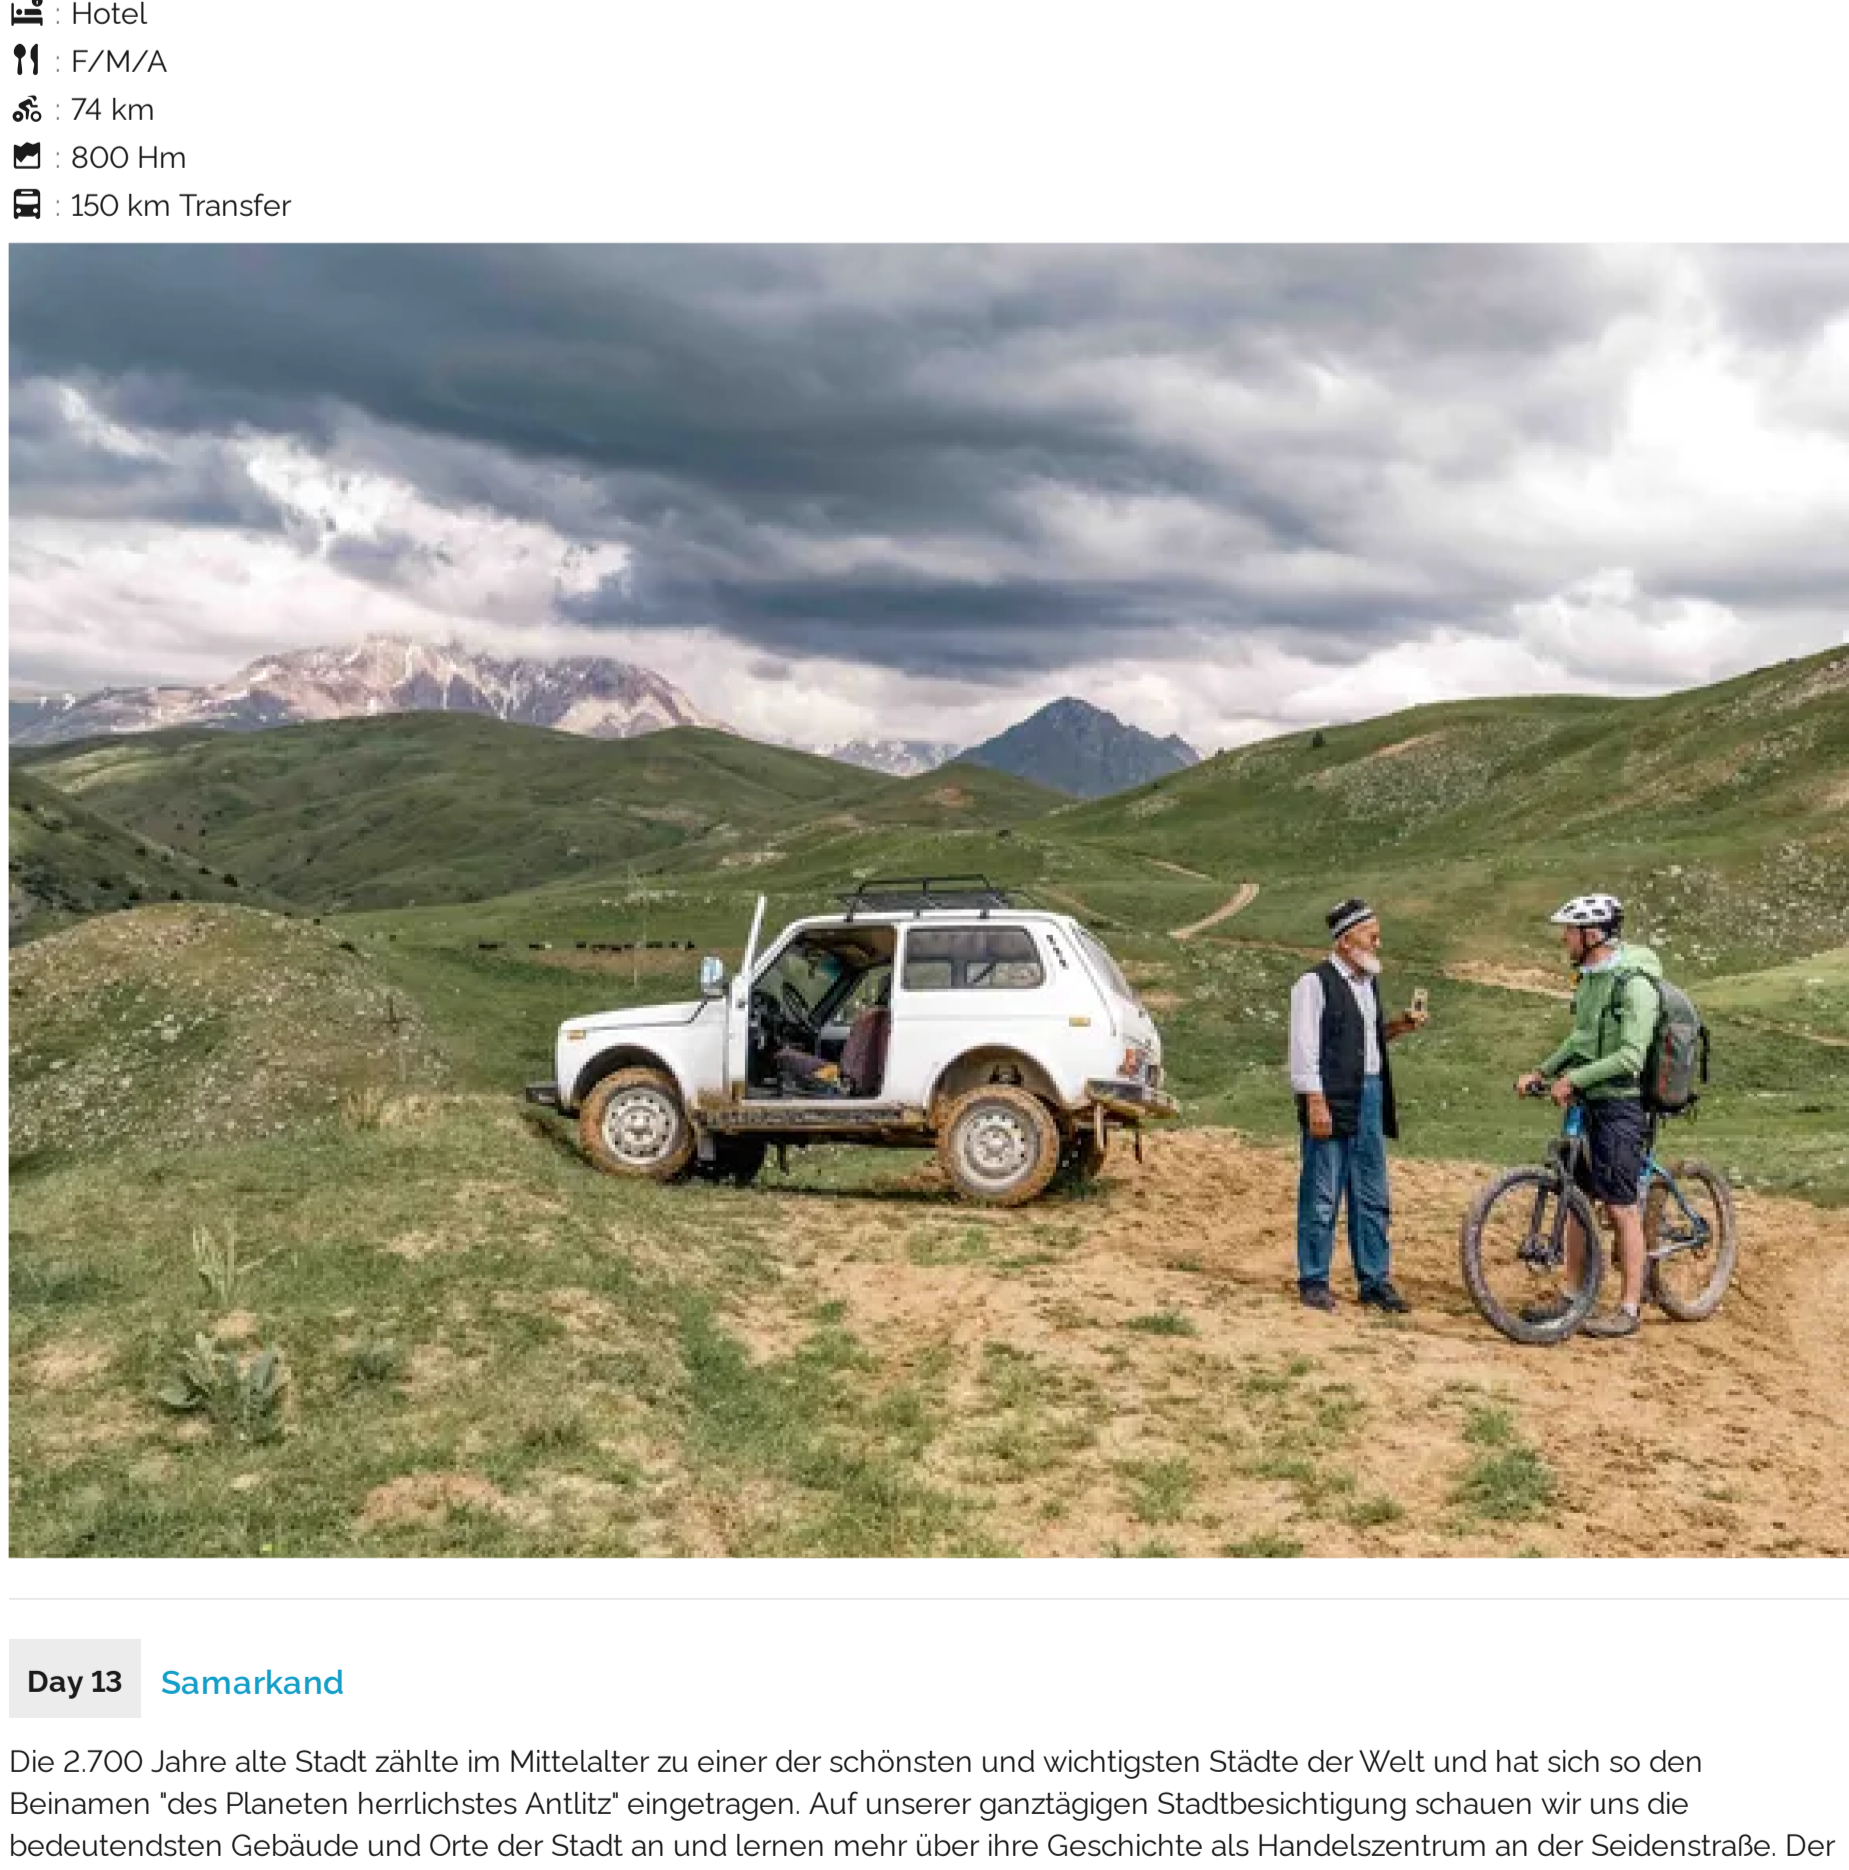 : Hotel
: F/M/A
: 74 km
: 800 Hm
: 150 km Transfer
Day 13 Samarkand
Die 2.700 Jahre alte Stadt zählte im Mittelalter zu einer der schönsten und wichtigsten Städte der Welt und hat sich so den
Beinamen "des Planeten herrlichstes Antlitz" eingetragen. Auf unserer ganztägigen Stadtbesichtigung schauen wir uns die
bedeutendsten Gebäude und Orte der Stadt an und lernen mehr über ihre Geschichte als Handelszentrum an der Seidenstraße. Der